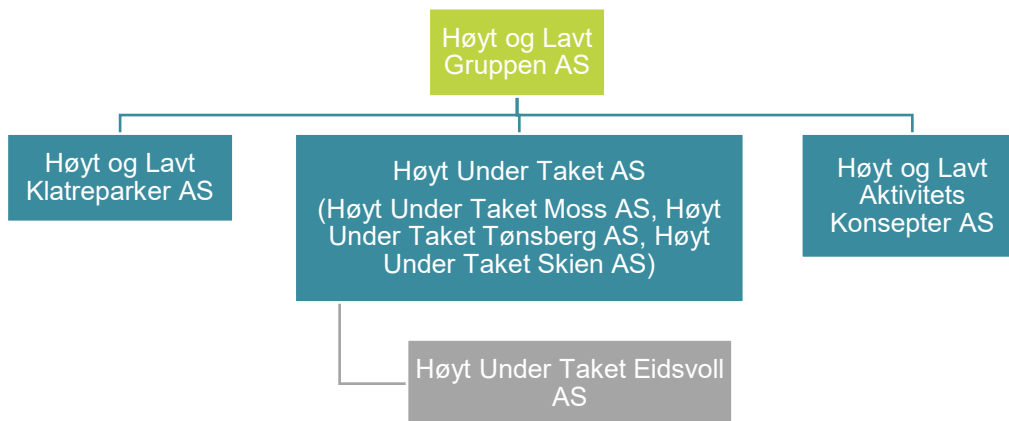 Høyt og Lavt
Gruppen AS
Høyt og Lavt
Klatreparker AS
Høyt Under Taket AS
(Høyt Under Taket Moss AS, Høyt
Under Taket Tønsberg AS, Høyt
Under Taket Skien AS)
Høyt og Lavt
Aktivitets
Konsepter AS
Høyt Under Taket Eidsvoll
AS